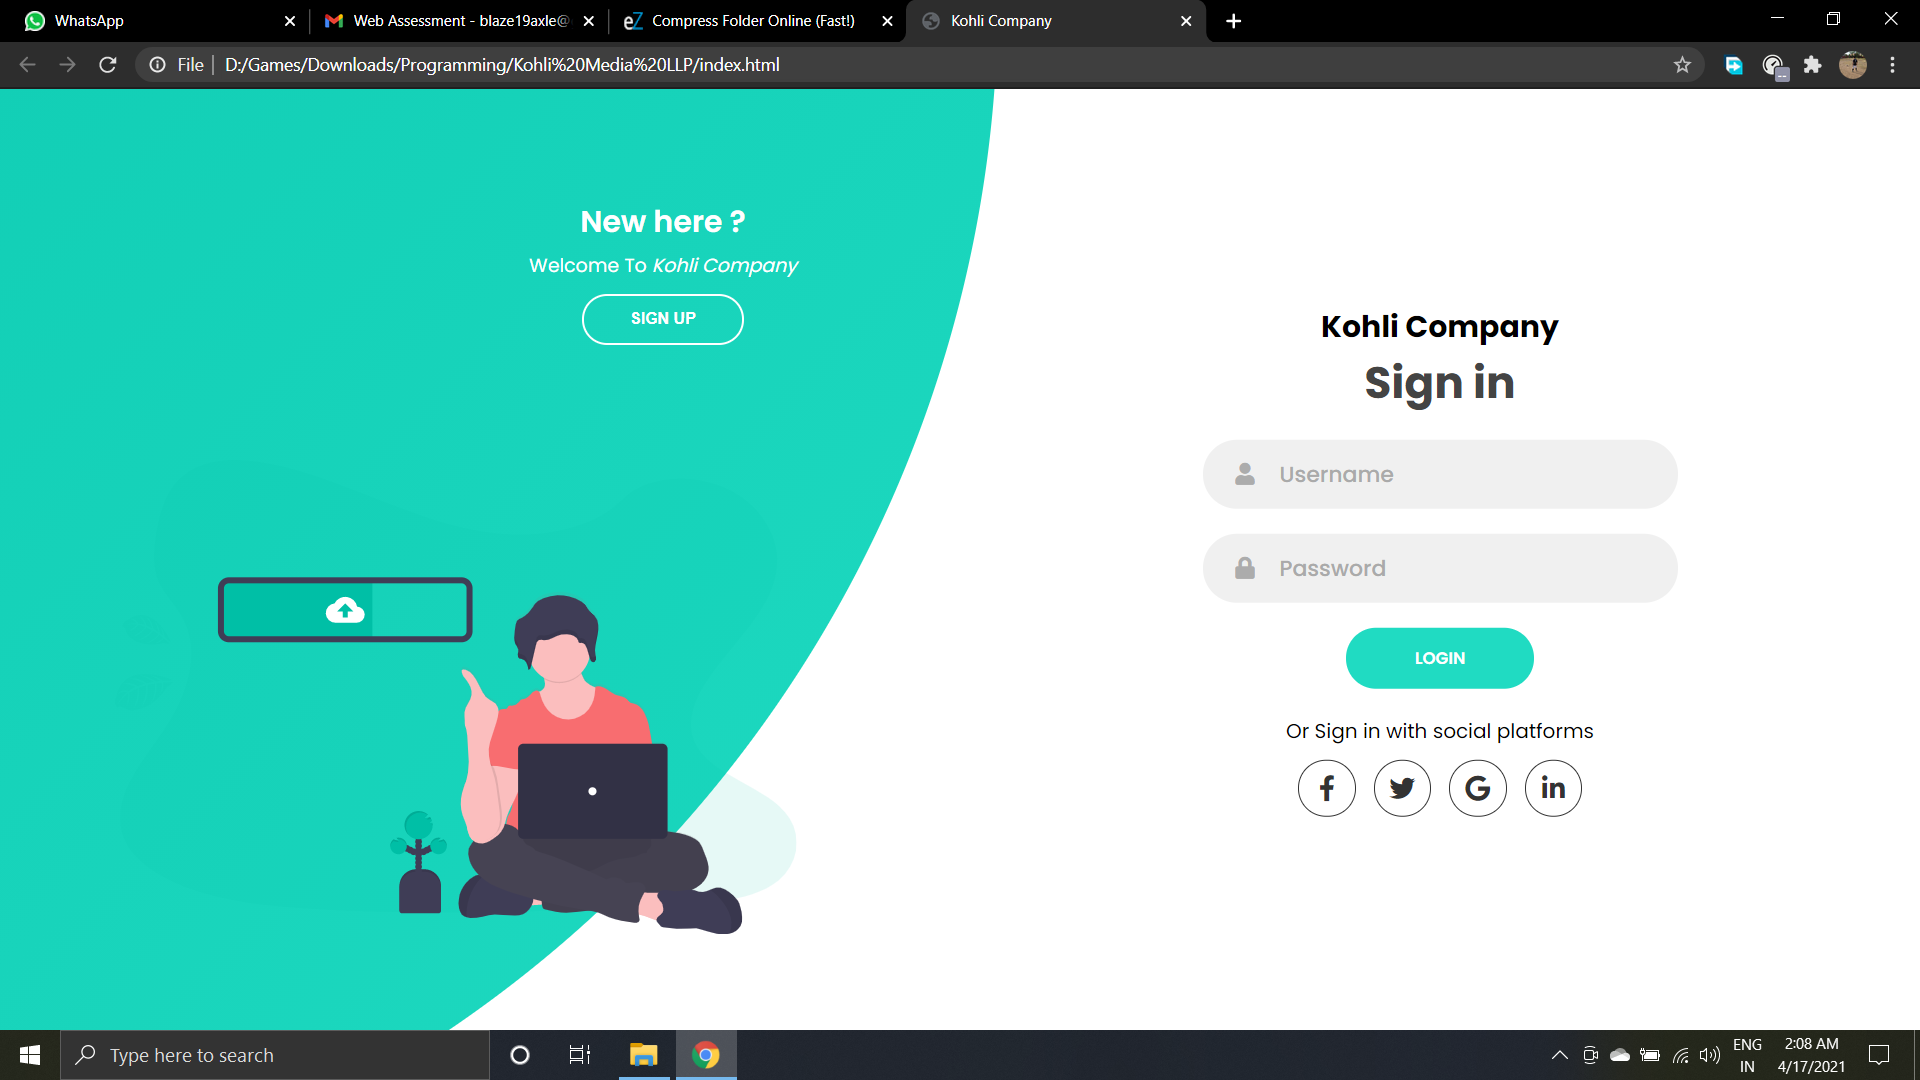 WhatsApp
Web Assessment - blaze19axle@
Compress Folder Online (Fast!)
Kohli Company
File
D:/Games/Downloads/Programming/Kohli%20Media%20LLP/index.html
New here ?
Welcome To Kohli Company
SIGN UP
Kohli Company
Sign in
Username
Password
LOGIN
Or Sign in with social platforms
Type here to search
ENG
IN
2:08 AM
4/17/2021